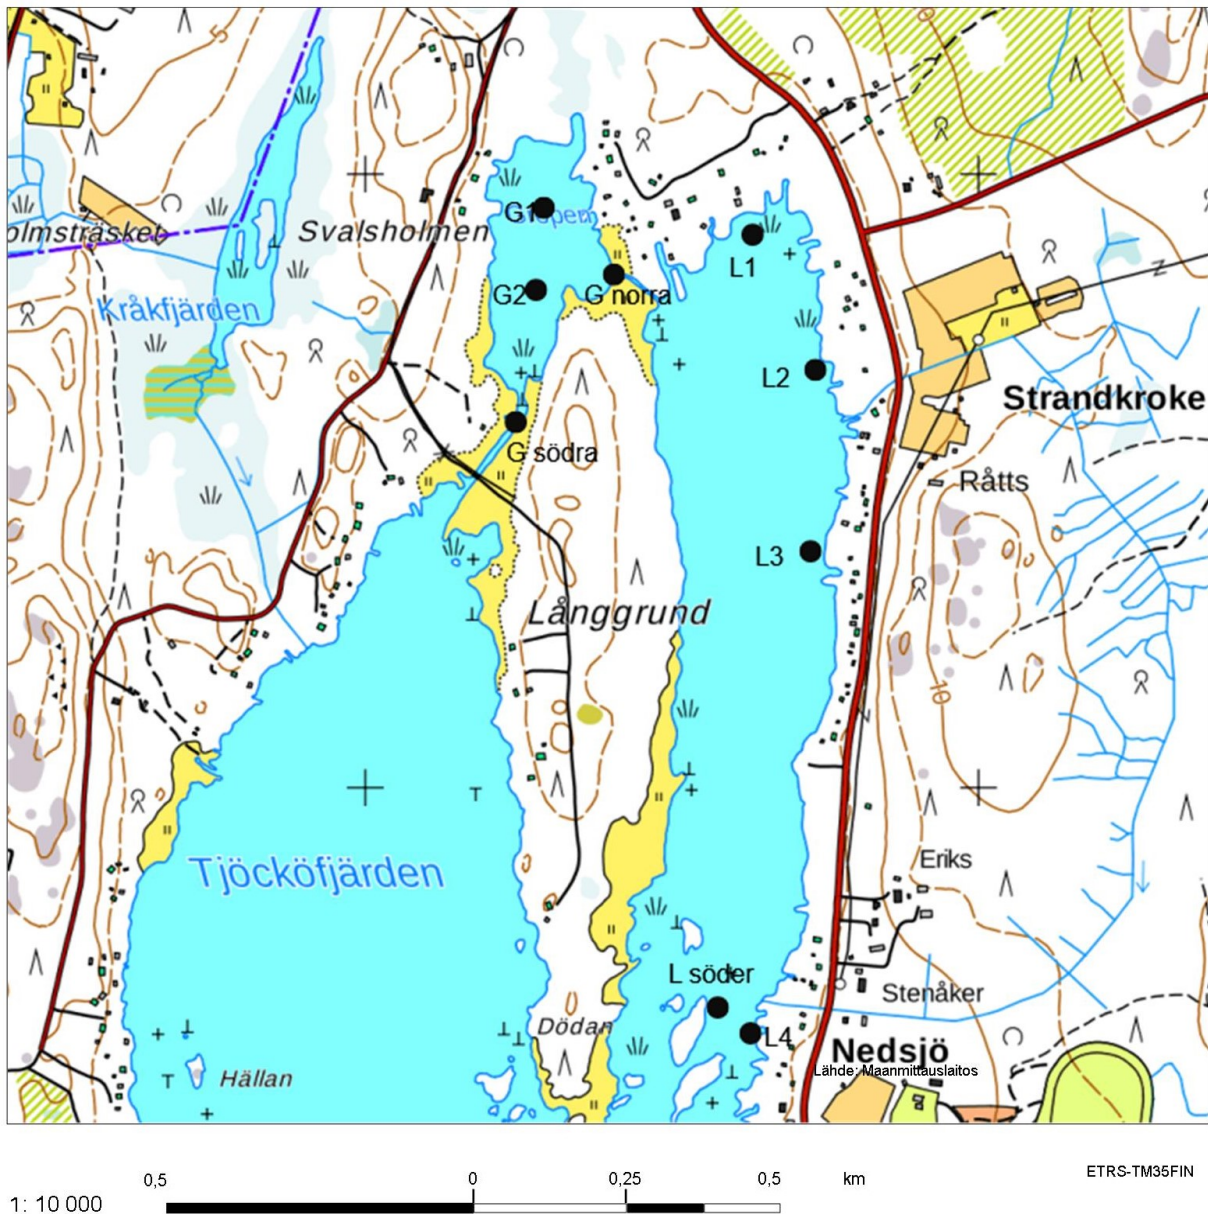 5
10
G1
Gropen
Svalsholmen
olmsträsket
L1
Kråkfjärden
G2
G norra
L2
Strandkroke
G södra
Råtts
L3
Långgrund
10
Tjöcköfjärden
Eriks
L söder
Stenåker
Dödan
L4
Nedsjö
Lähde: Maanmittauslaitos
Hällan
0,5
0
0,25
0,5
km
ETRS-TM35FIN
1: 10 000